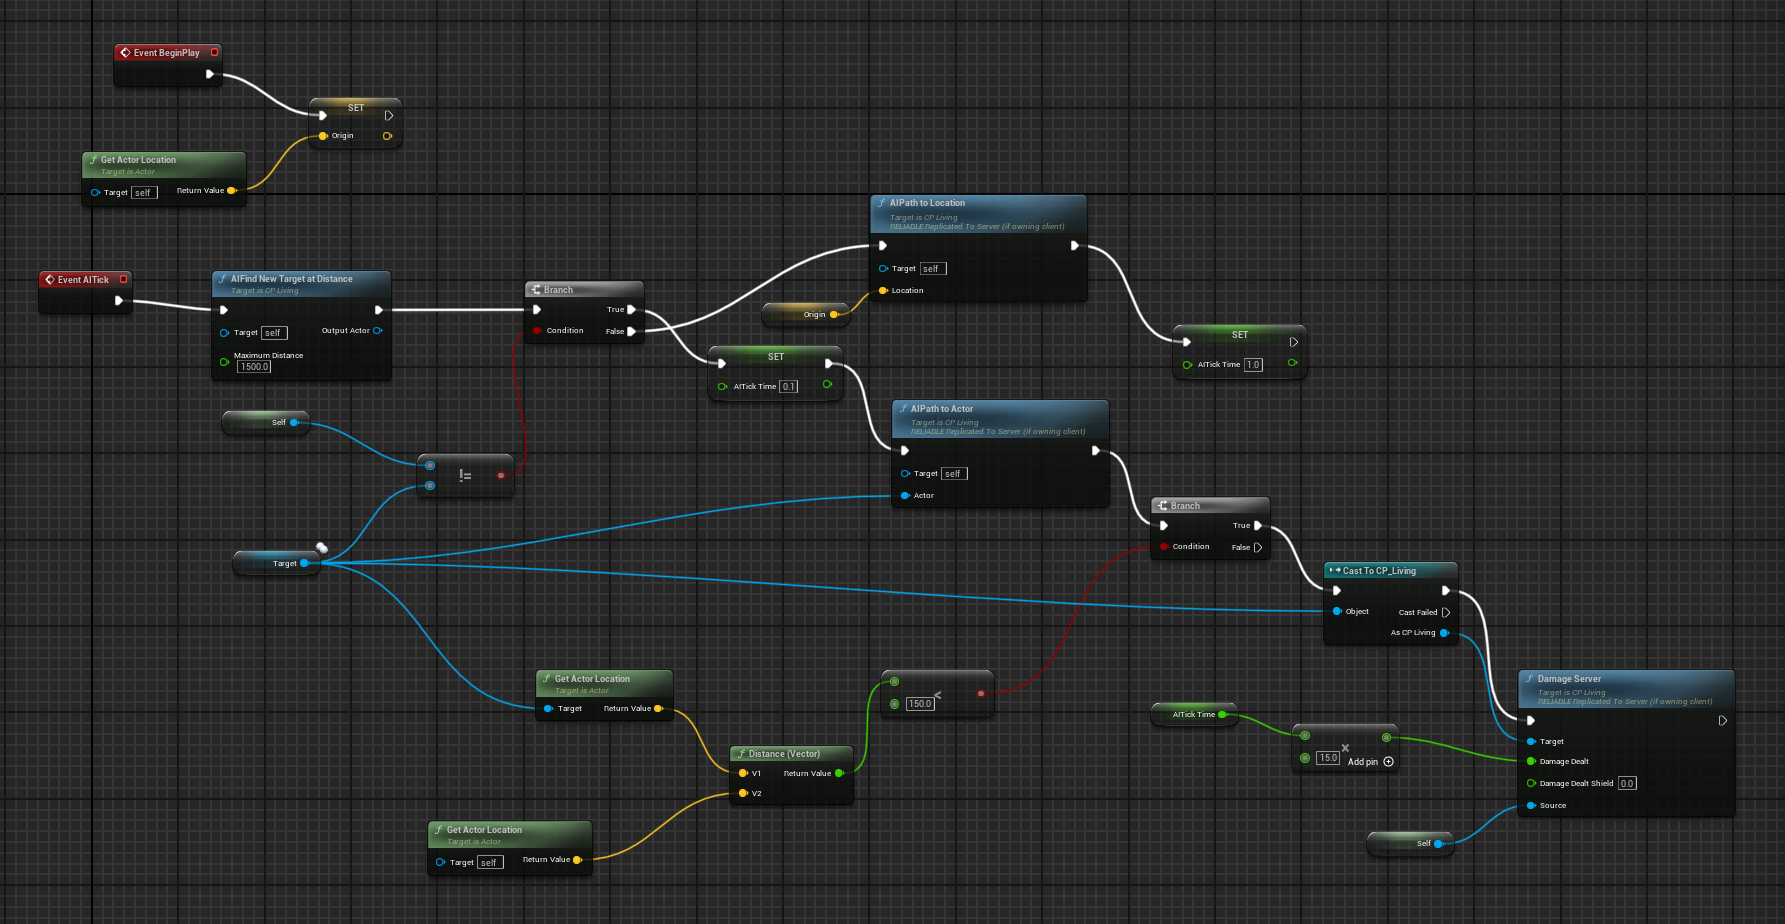 Event BeginPlay
SET
Origin
Get Actor Location
Target is Actor
Target self Return Value
AIPath to Location
Target is CP Living
RELIABLE Replicated To Server (if owning client)
Target self
Location
Origin
Event AITick
AIFind New Target at Distance
Target is CP Living
Target self Output Actor
Maximum Distance
1500.0
Branch
True
Condition False
SET
AITick Time 1.0
SET
AITick Time 0.1
AIPath to Actor
Target is CP Living
RELIABLE Replicated To Server (if owning client)
Target self
Actor
Self
!=
Branch
True
Condition False
Target
Cast To CP_Living
Object Cast Failed
As CP Living
Get Actor Location
Target is Actor
Target Return Value
<
150.0
Damage Server
Target is CP Living
RELIABLE Replicated To Server (if owning client)
Target
Damage Dealt
Damage Dealt Shield 0.0
Source
AITick Time
×
15.0 Add pin
Distance (Vector)
V1 Return Value
V2
Get Actor Location
Target is Actor
Target self Return Value
Self